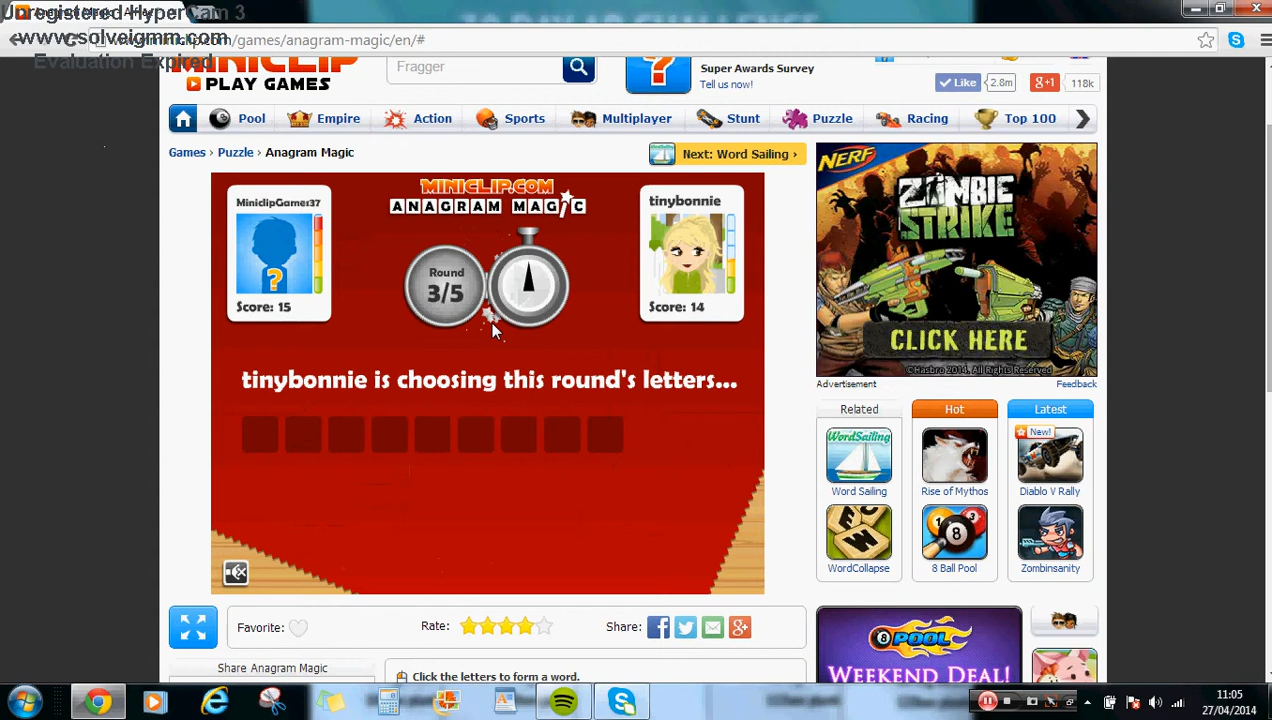 Unregistered HyperCam 3
www.solveigmm.com
Evaluation Expired
.com/games/anagram-magic/en/#
MINICLIP
PLAY GAMES
Fragger
Super Awards Survey
Tell us now!
Like 2.8m +1 118k
Pool Empire Action Sports Multiplayer Stunt Puzzle Racing Top 100
Games › Puzzle › Anagram Magic
Next: Word Sailing ›
MINICLIP.COM
ANAGRAM MAGIC
MiniclipGames37
Score: 15
Round
3/5
tinybonnie
Score: 14
tinybonnie is choosing this round's letters...
NERF
ZOMBIE
STRIKE
CLICK HERE
©Hasbro 2014. All Rights Reserved.
Advertisement
Feedback
Related Hot Latest
WordSailing
New!
Word Sailing Rise of Mythos Diablo V Rally
WordCollapse 8 Ball Pool Zombinsanity
Favorite:
Rate:
Share:
Share Anagram Magic
Click the letters to form a word.
8 POOL
WEEKEND DEAL!
11:05
27/04/2014